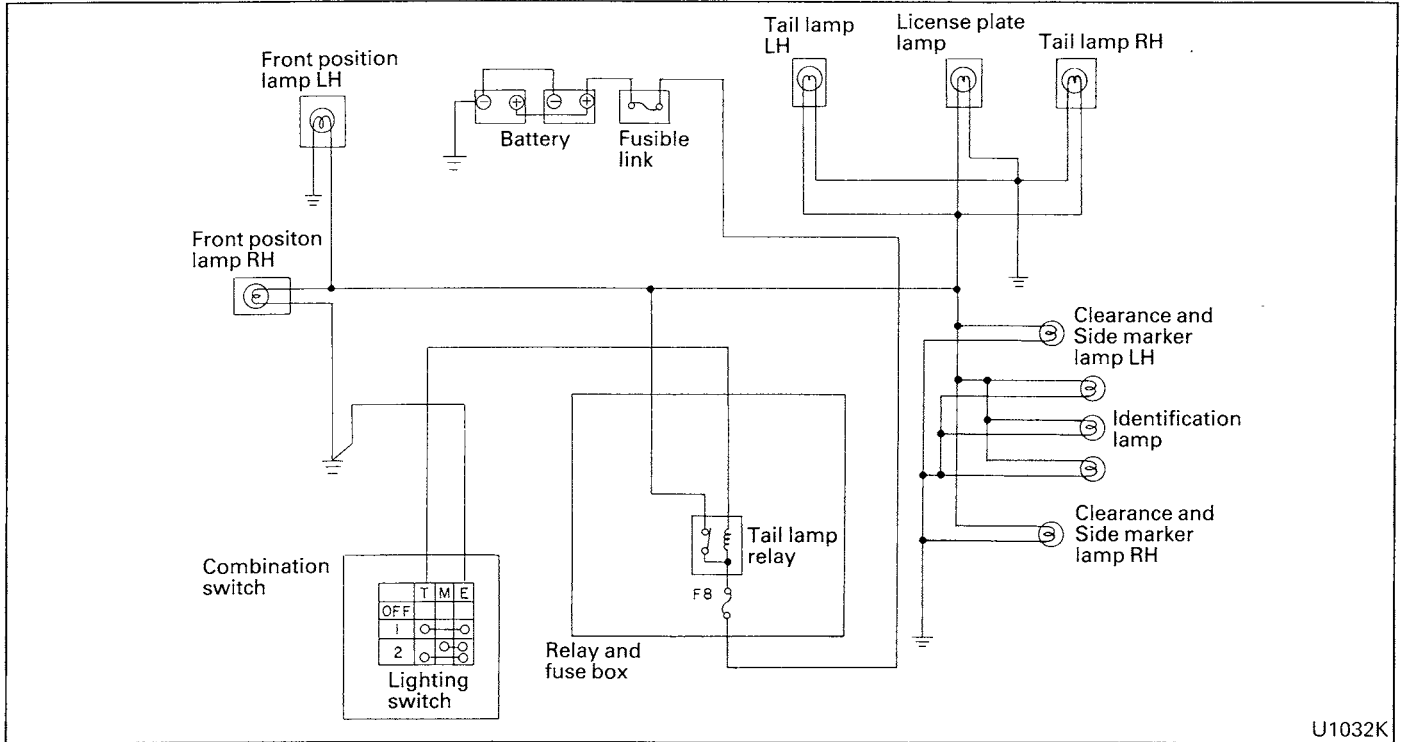 Tail lamp
LH
License plate
lamp
Tail lamp RH
Front position
lamp LH
Battery
Fusible
link
Front positon
lamp RH
Clearance and
Side marker
lamp LH
Identification
lamp
Clearance and
Side marker
lamp RH
Tail lamp
relay
F8
Relay and
fuse box
Combination
switch
T M E
OFF
1
2
Lighting
switch
U1032K